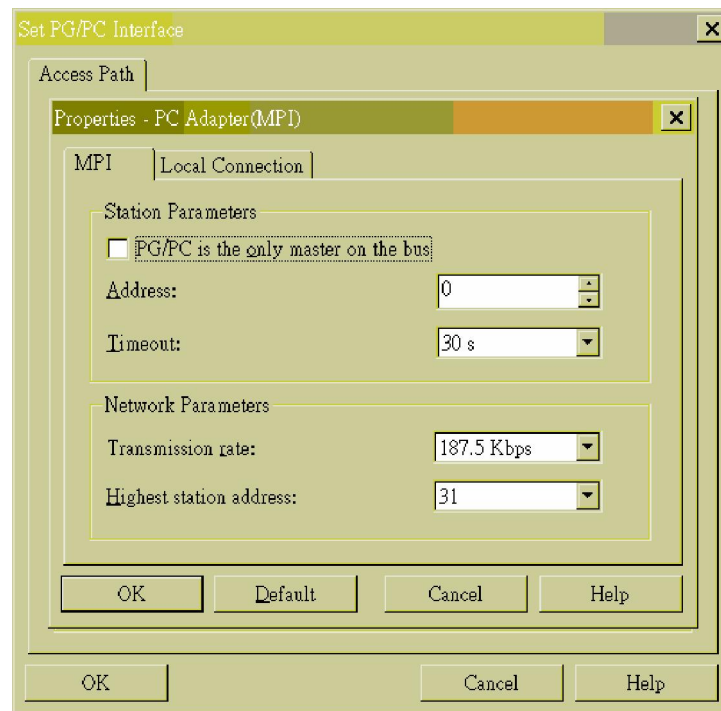 Set PG/PC Interface
Access Path
Properties - PC Adapter(MPI)
MPI Local Connection
Station Parameters
PG/PC is the only master on the bus
Address: 0
Timeout: 30 s
Network Parameters
Transmission rate: 187.5 Kbps
Highest station address: 31
OK Default Cancel Help
OK Cancel Help